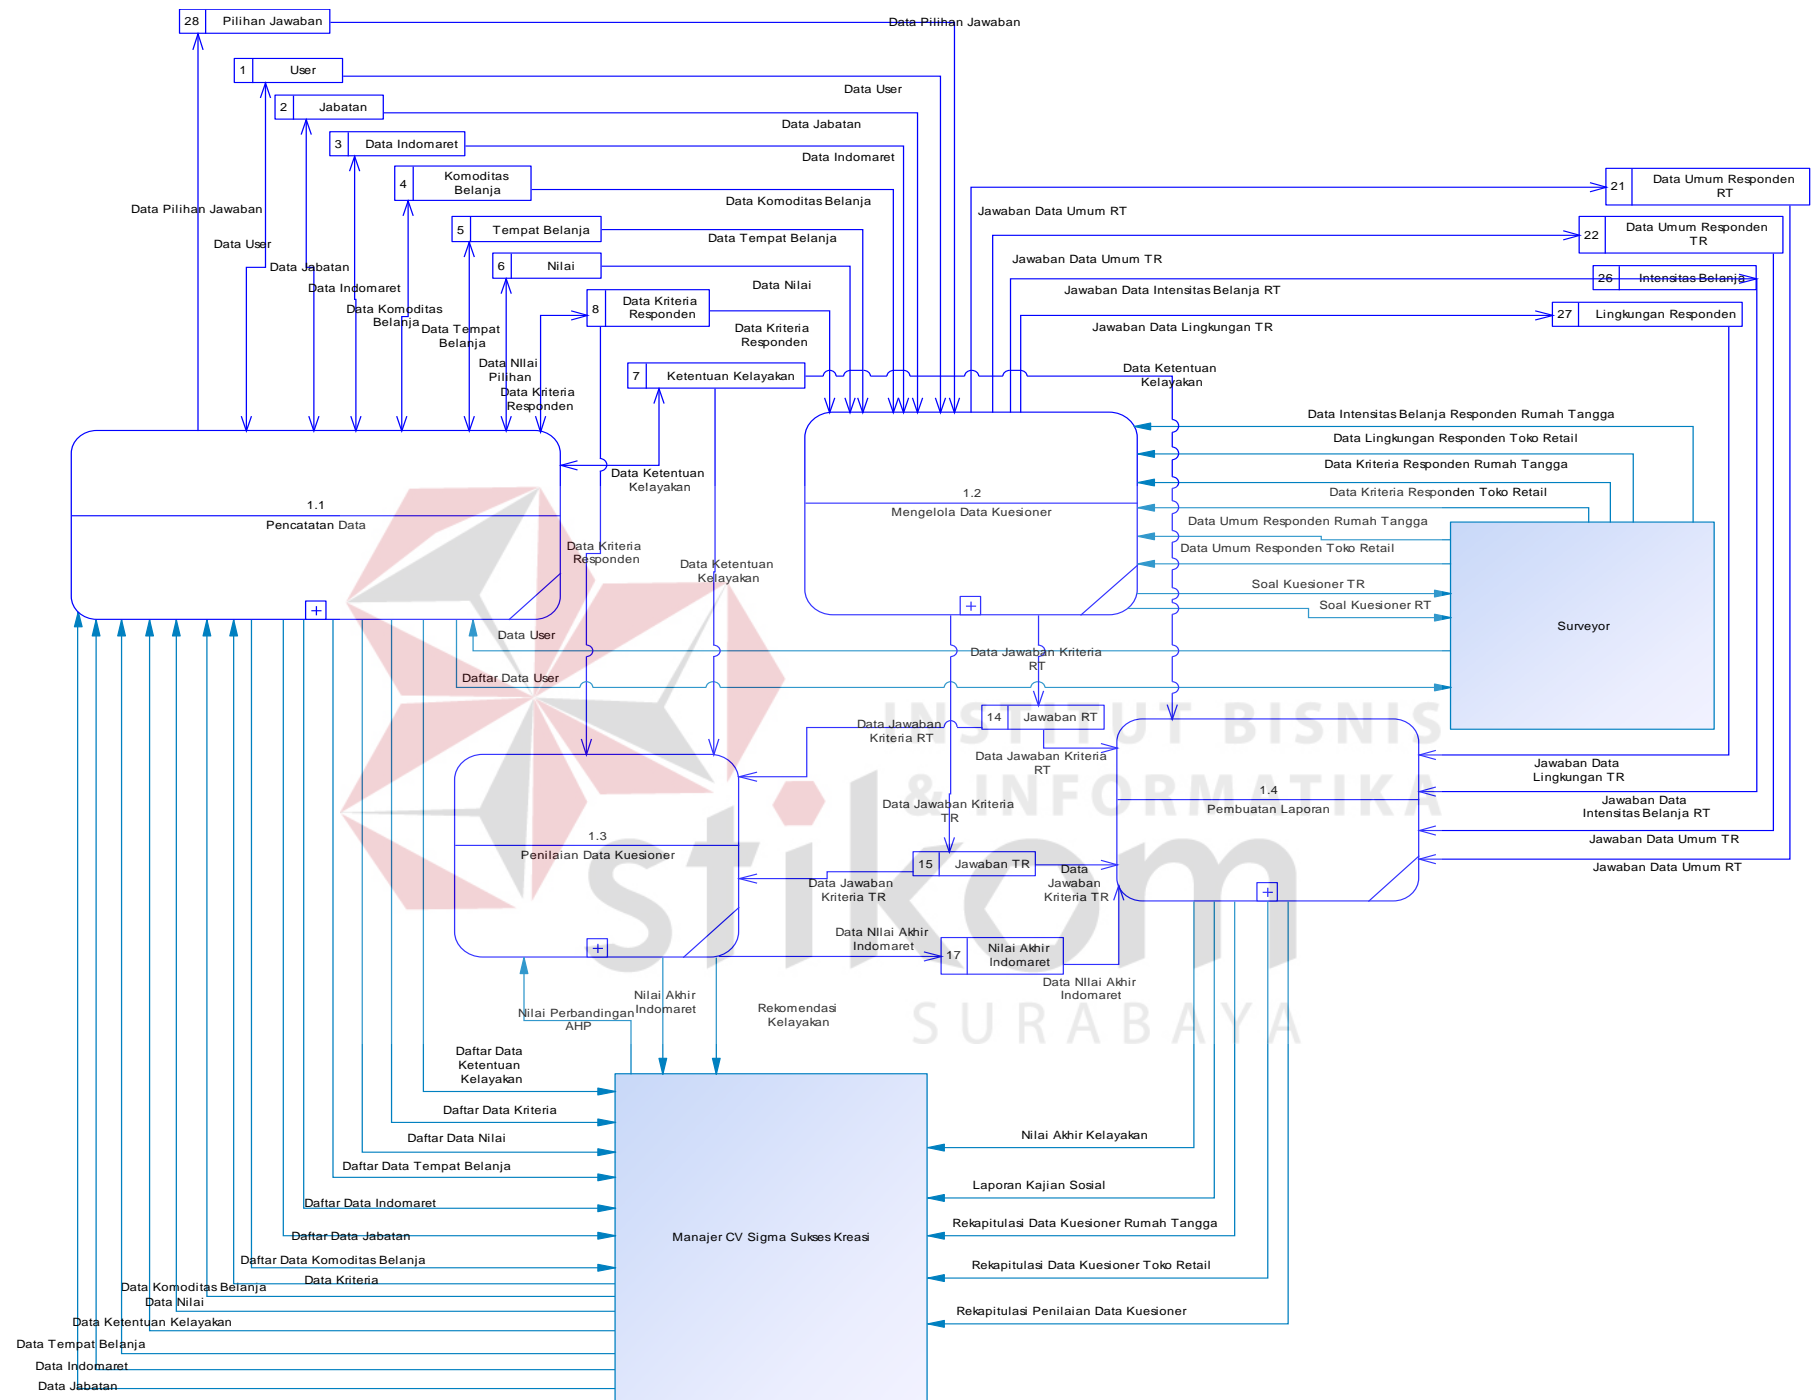 28 Pilihan Jawaban
Data Pilihan Jawaban
1 User
Data User
2 Jabatan
Data Jabatan
3 Data Indomaret
Data Indomaret
4 Komoditas
Belanja
Data Komoditas Belanja
5 Tempat Belanja
Data Tempat Belanja
6 Nilai
Data Nilai
8 Data Kriteria
Responden
Data Kriteria
Responden
7 Ketentuan Kelayakan
Data Ketentuan
Kelayakan
21 Data Umum Responden
RT
Jawaban Data Umum RT
22 Data Umum Responden
TR
Jawaban Data Umum TR
26 Intensitas Belanja
Jawaban Data Intensitas Belanja RT
27 Lingkungan Responden
Jawaban Data Lingkungan TR
Data Pilihan Jawaban
Data User
Data Jabatan
Data Indomaret
Data Komoditas
Belanja
Data Tempat
Belanja
Data NIlai
Pilihan
Data Kriteria
Responden
Data Ketentuan
Kelayakan
1.1
Pencatatan Data
1.2
Mengelola Data Kuesioner
Data Intensitas Belanja Responden Rumah Tangga
Data Lingkungan Responden Toko Retail
Data Kriteria Responden Rumah Tangga
Data Kriteria Responden Toko Retail
Data Umum Responden Rumah Tangga
Data Umum Responden Toko Retail
Soal Kuesioner TR
Soal Kuesioner RT
Surveyor
Data Kriteria
Responden
Data Ketentuan
Kelayakan
Data User
Daftar Data User
Data Jawaban Kriteria
RT
14 Jawaban RT
Data Jawaban
Kriteria RT
Data Jawaban Kriteria
RT
INSTITUT BISNIS
& INFORMATIKA
stikom
SURABAYA
Data Jawaban Kriteria
TR
1.3
Penilaian Data Kuesioner
15 Jawaban TR
Data Jawaban
Kriteria TR
Data
Jawaban
Kriteria TR
1.4
Pembuatan Laporan
Jawaban Data
Lingkungan TR
Jawaban Data
Intensitas Belanja RT
Jawaban Data Umum TR
Jawaban Data Umum RT
Data NIlai Akhir
Indomaret
17 Nilai Akhir
Indomaret
Data NIlai Akhir
Indomaret
Nilai Perbandingan
AHP
Nilai Akhir
Indomaret
Rekomendasi
Kelayakan
Daftar Data
Ketentuan
Kelayakan
Daftar Data Kriteria
Daftar Data Nilai
Daftar Data Tempat Belanja
Daftar Data Indomaret
Daftar Data Jabatan
Daftar Data Komoditas Belanja
Data Kriteria
Data Komoditas Belanja
Data Nilai
Data Ketentuan Kelayakan
Data Tempat Belanja
Data Indomaret
Data Jabatan
Manajer CV Sigma Sukses Kreasi
Nilai Akhir Kelayakan
Laporan Kajian Sosial
Rekapitulasi Data Kuesioner Rumah Tangga
Rekapitulasi Data Kuesioner Toko Retail
Rekapitulasi Penilaian Data Kuesioner